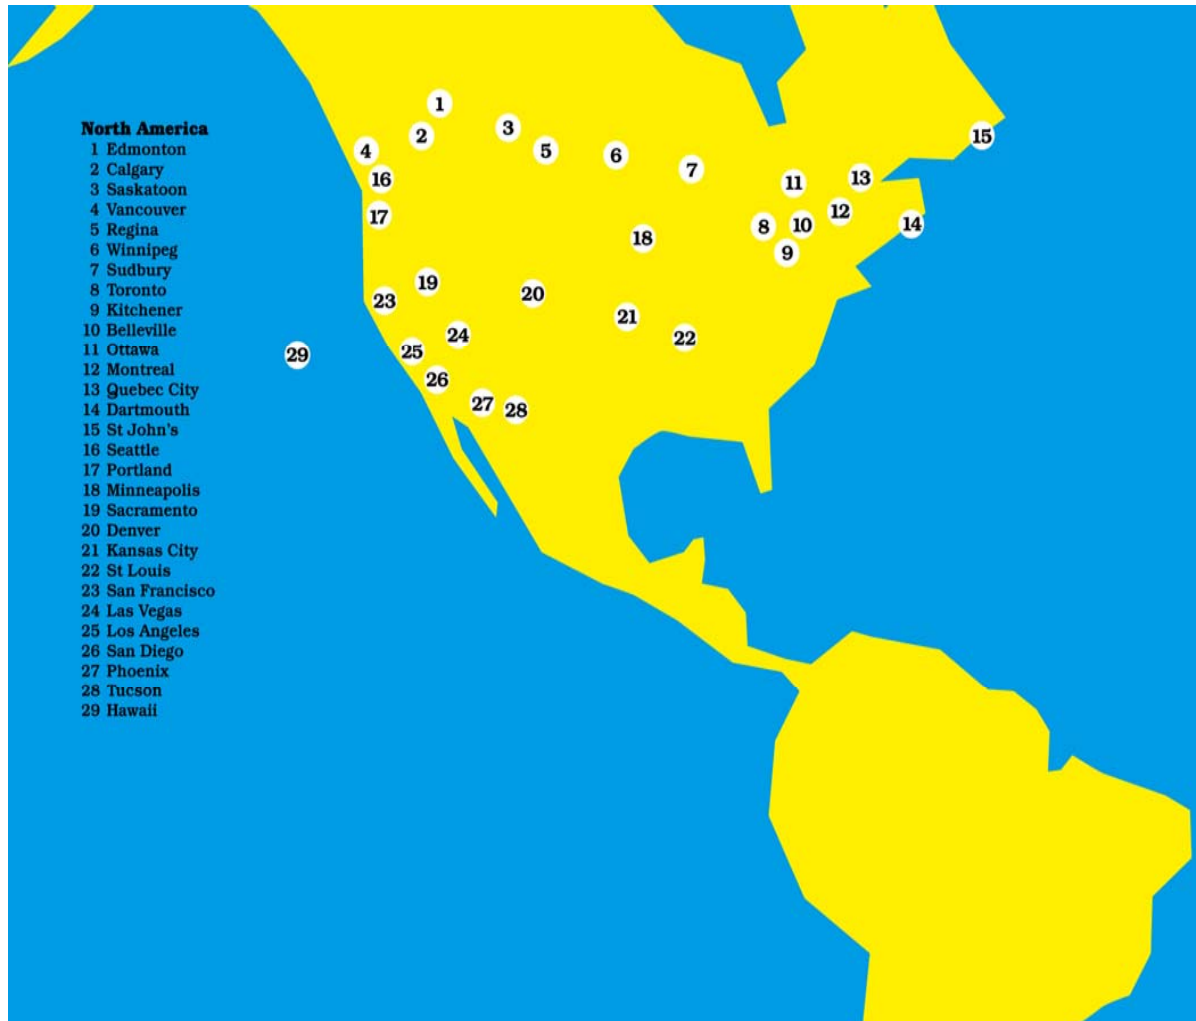 North America
1 Edmonton
2 Calgary
3 Saskatoon
4 Vancouver
5 Regina
6 Winnipeg
7 Sudbury
8 Toronto
9 Kitchener
10 Belleville
11 Ottawa
12 Montreal
13 Quebec City
14 Dartmouth
15 St John's
16 Seattle
17 Portland
18 Minneapolis
19 Sacramento
20 Denver
21 Kansas City
22 St Louis
23 San Francisco
24 Las Vegas
25 Los Angeles
26 San Diego
27 Phoenix
28 Tucson
29 Hawaii
1
2
3
4
5
6
7
15
16
11
13
17
12
8
10
14
18
9
19
20
23
21
24
22
25
29
26
27
28